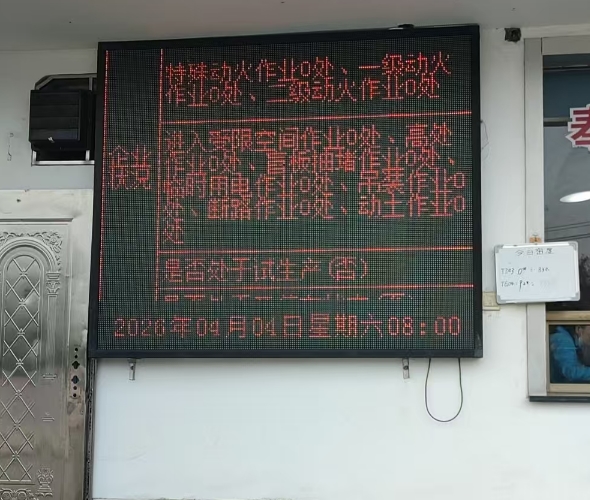 特殊动火作业0处、一级动火
作业0处、二级动火作业0处
进入受限空间作业0处、高处
作业0处、盲板抽堵作业0处、
临时用电作业0处、吊装作业0
处、断路作业0处、动土作业0
处
是否处于试生产(否)
2026年04月04日星期六08:00